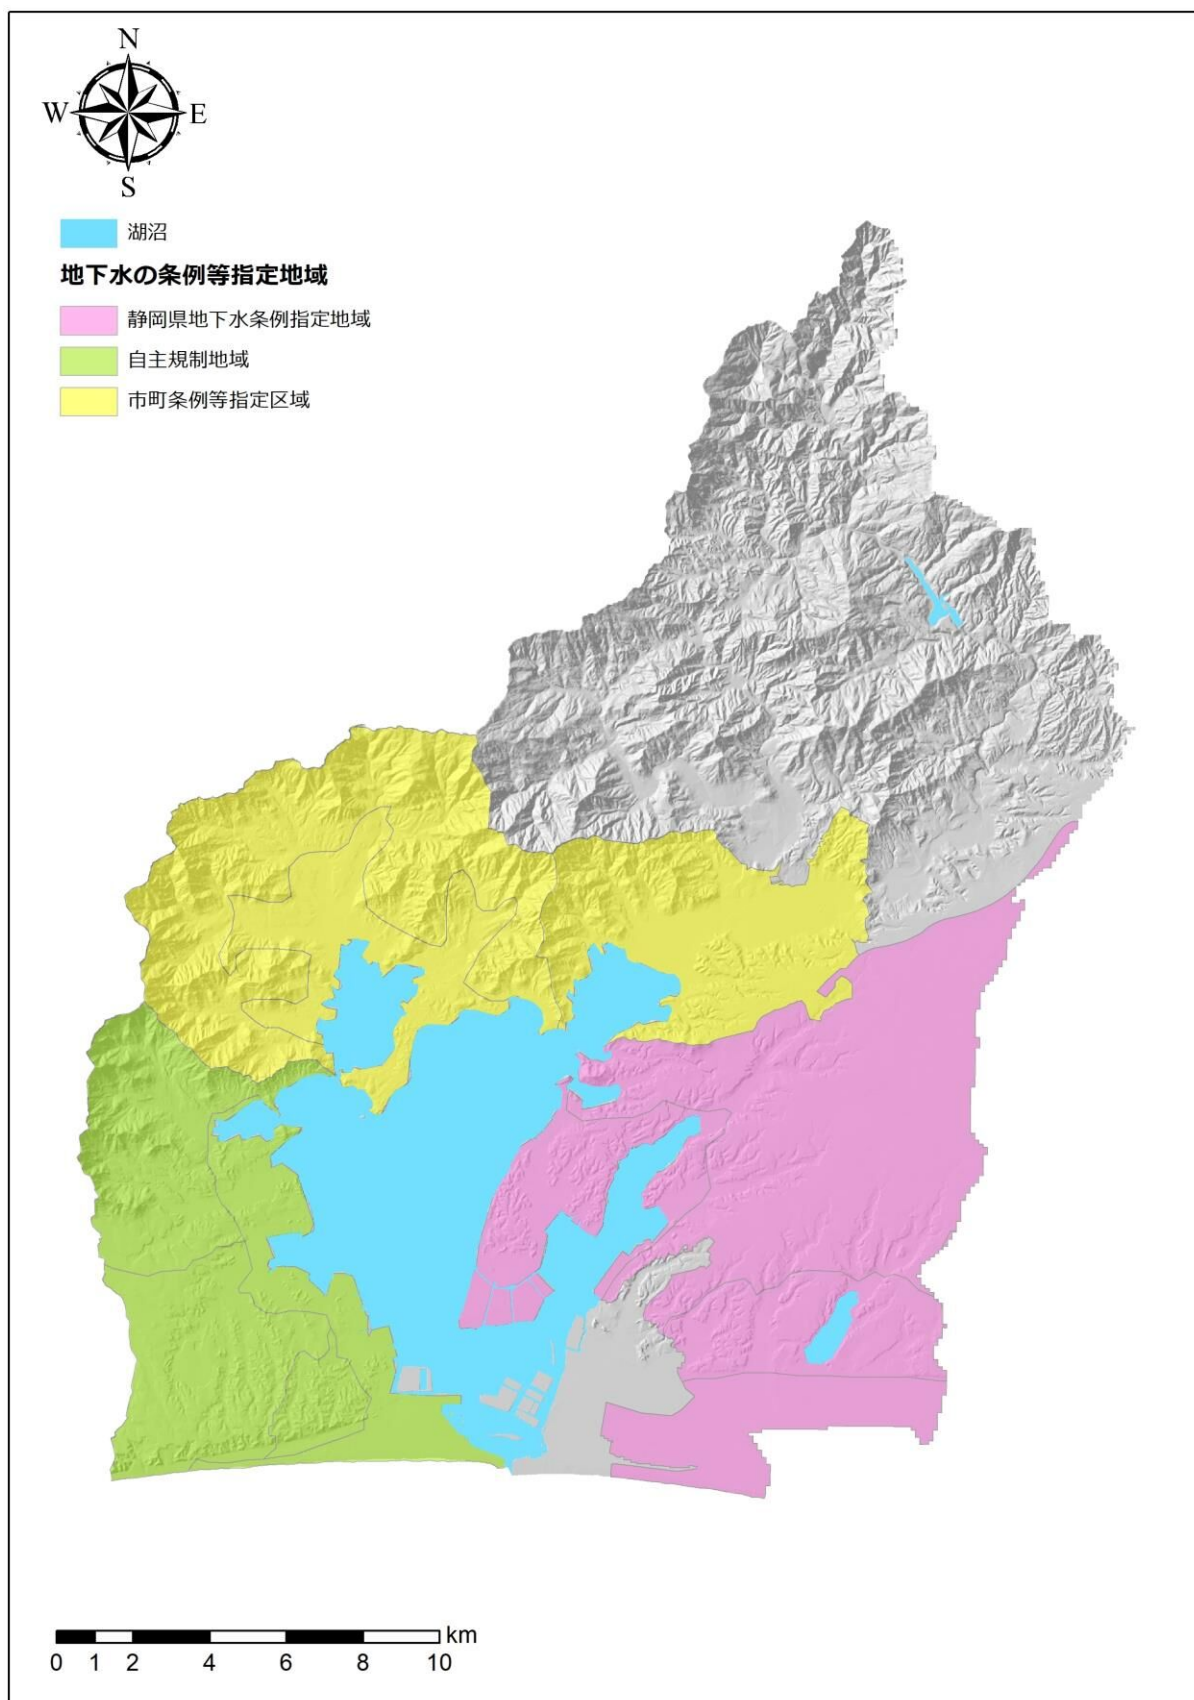 N
W E
S
湖沼
地下水の条例等指定地域
静岡県地下水条例指定地域
自主規制地域
市町条例等指定区域
km
0 1 2 4 6 8 10